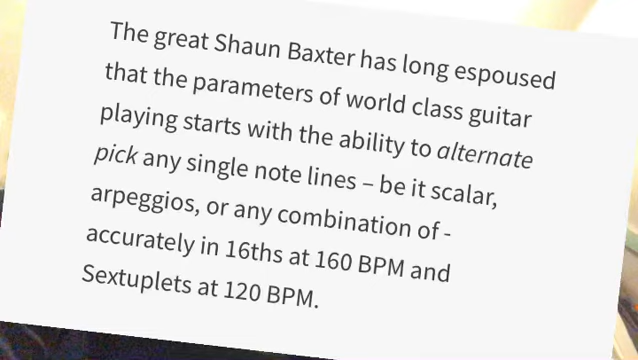 The great Shaun Baxter has long espoused
that the parameters of world class guitar
playing starts with the ability to alternate
pick any single note lines – be it scalar,
arpeggios, or any combination of -
accurately in 16ths at 160 BPM and
Sextuplets at 120 BPM.